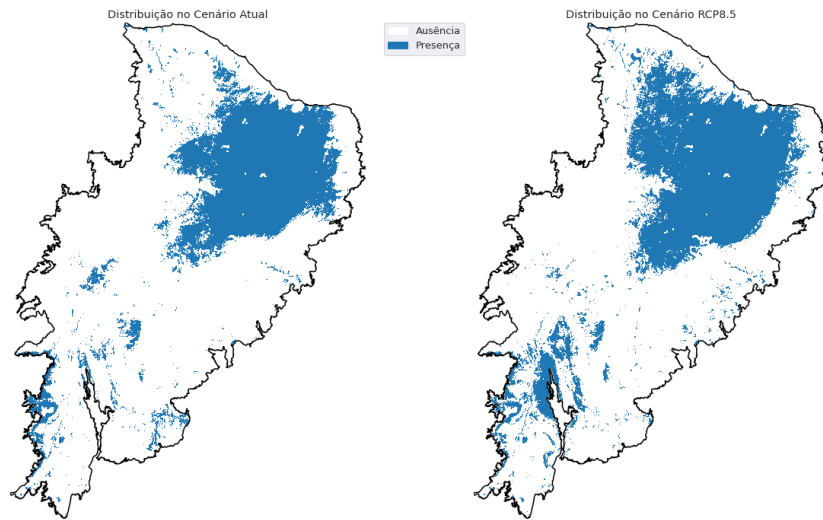 Distribuição no Cenário Atual
Distribuição no Cenário RCP8.5
Ausência
Presença